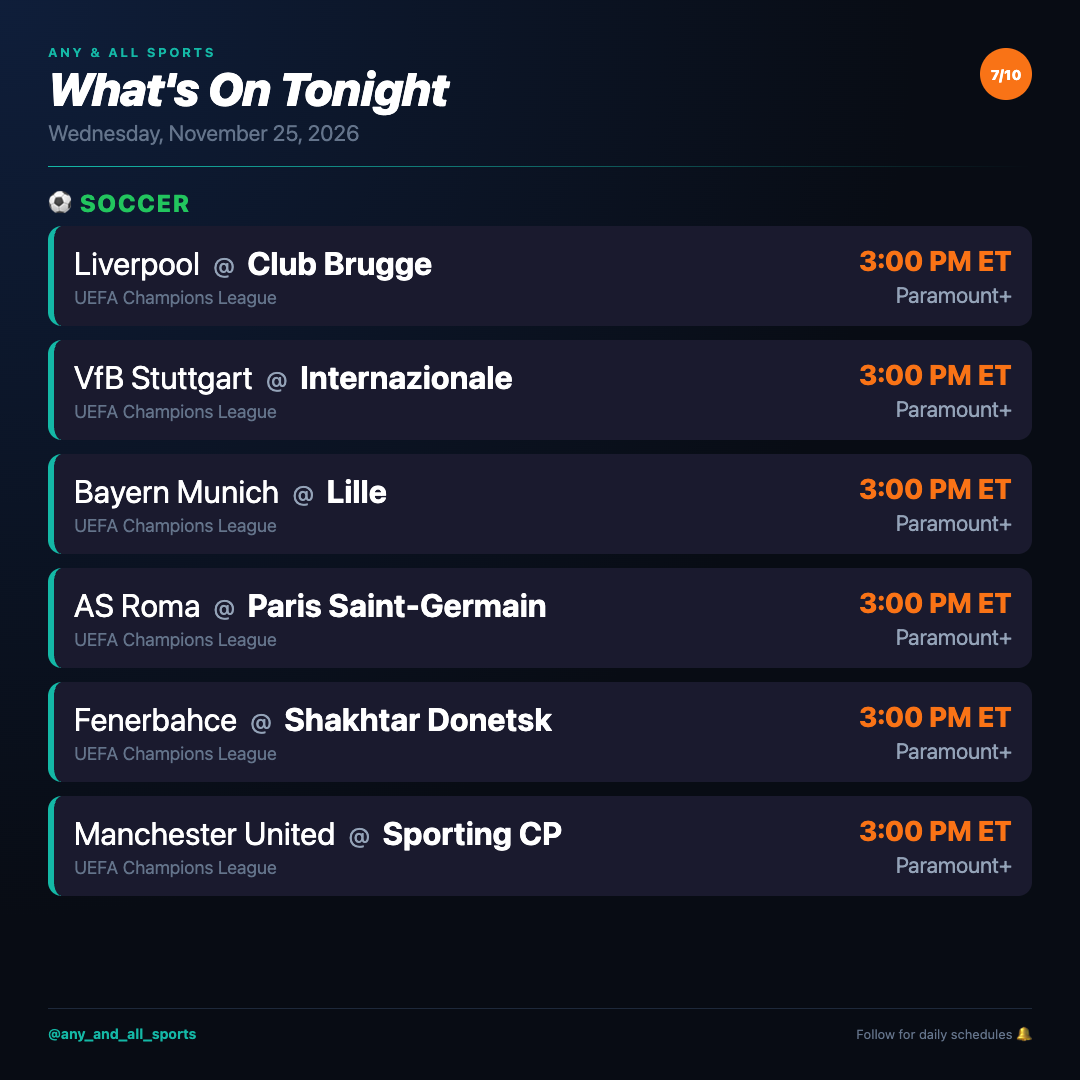 ANY & ALL SPORTS
What's On Tonight
7/10
Wednesday, November 25, 2026
⚽ SOCCER
Liverpool @ Club Brugge
3:00 PM ET
UEFA Champions League
Paramount+
VfB Stuttgart @ Internazionale
3:00 PM ET
UEFA Champions League
Paramount+
Bayern Munich @ Lille
3:00 PM ET
UEFA Champions League
Paramount+
AS Roma @ Paris Saint-Germain
3:00 PM ET
UEFA Champions League
Paramount+
Fenerbahce @ Shakhtar Donetsk
3:00 PM ET
UEFA Champions League
Paramount+
Manchester United @ Sporting CP
3:00 PM ET
UEFA Champions League
Paramount+
@any_and_all_sports
Follow for daily schedules 🔔